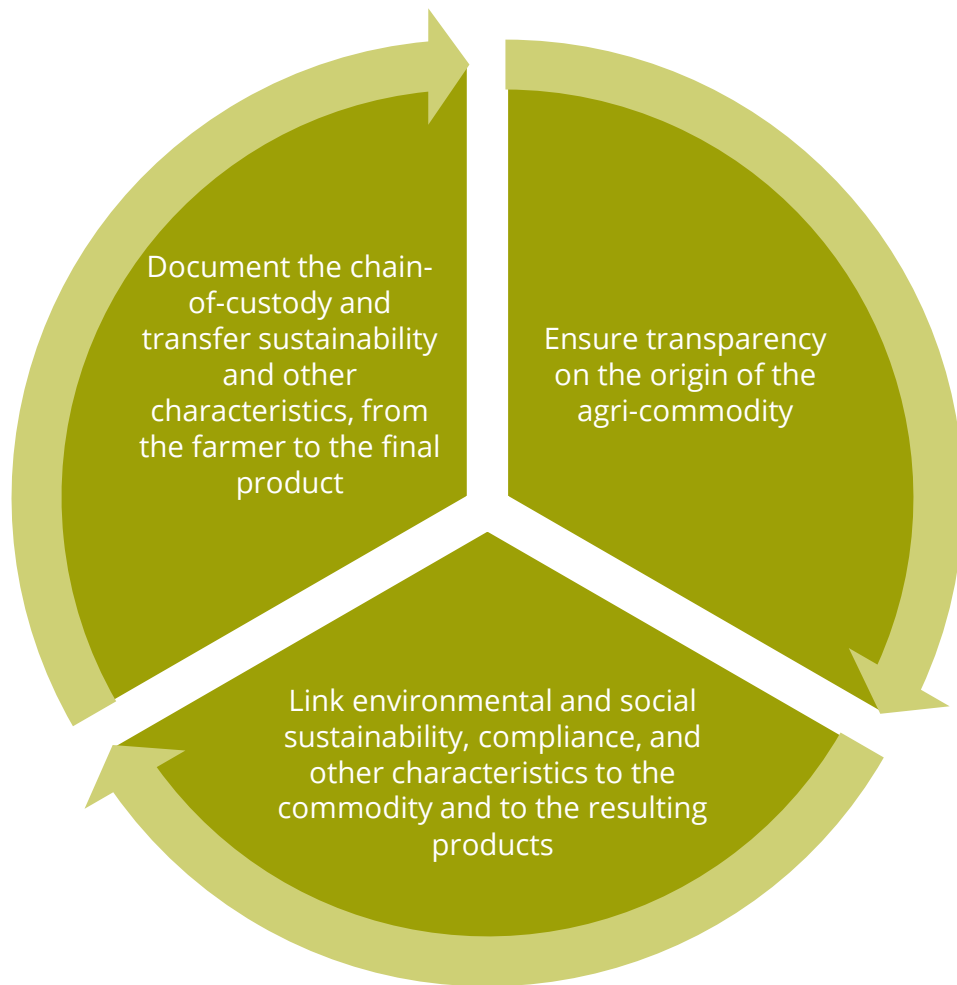 Document the chain-
of-custody and
transfer sustainability
and other
characteristics, from
the farmer to the final
product
Ensure transparency
on the origin of the
agri-commodity
Link environmental and social
sustainability, compliance, and
other characteristics to the
commodity and to the resulting
products